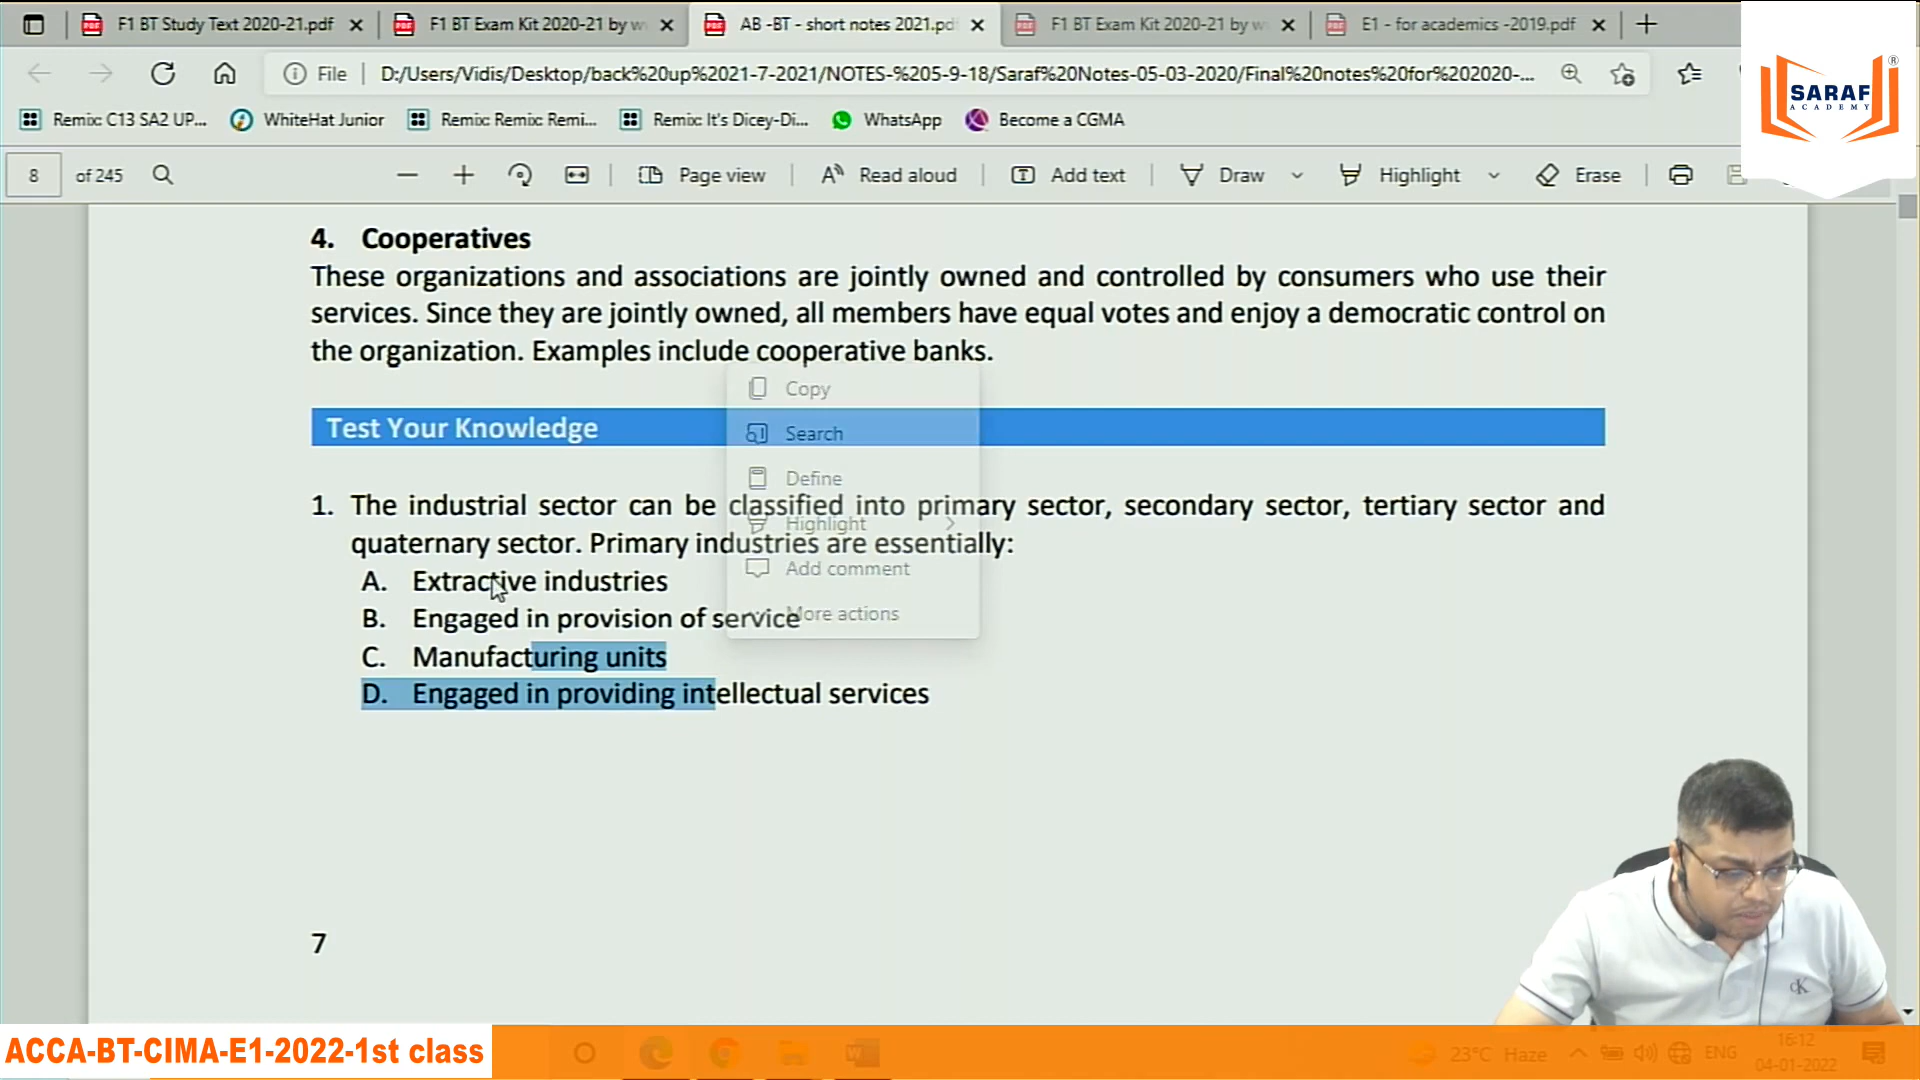 F1 BT Study Text 2020-21.pdf
F1 BT Exam Kit 2020-21 by w
AB -BT - short notes 2021.pd
F1 BT Exam Kit 2020-21 by w
E1 - for academics -2019.pdf
File
D:/Users/Vidis/Desktop/back%20up%2021-7-2021/NOTES-%205-9-18/Saraf%20Notes-05-03-2020/Final%20notes%20for%202020-...
SARAF
ACADEMY
Remix: C13 SA2 UP...
WhiteHat Junior
Remix: Remix Remi...
Remix: It's Dicey-Di...
WhatsApp
Become a CGMA
8 of 245
Page view
Read aloud
Add text
Draw
Highlight
Erase
4. Cooperatives
These organizations and associations are jointly owned and controlled by consumers who use their
services. Since they are jointly owned, all members have equal votes and enjoy a democratic control on
the organization. Examples include cooperative banks.
Copy
Test Your Knowledge
Search
Define
1. The industrial sector can be classified into primary sector, secondary sector, tertiary sector and
Highlight
quaternary sector. Primary industries are essentially:
Add comment
A. Extractive industries
B. Engaged in provision of service
More actions
C. Manufacturing units
D. Engaged in providing intellectual services
7
cK
ACCA-BT-CIMA-E1-2022-1st class
23°C Haze
ENG
16:12
04-01-2022